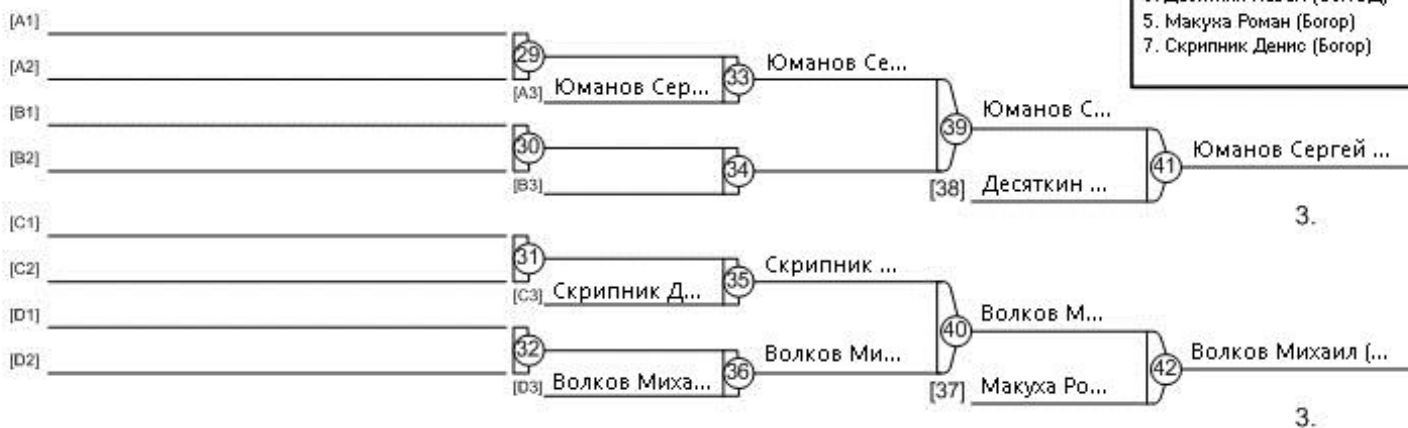 5. Макуха Роман (Богор)
7. Скрипник Денис (Богор)
[A1]
[A2]
29
[A3] Юманов Сер...
33
Юманов Се...
[B1]
[B2]
30
[B3]
34
39
Юманов С...
[38] Десяткин ...
41
Юманов Сергей ...
3.
[C1]
[C2]
31
[C3] Скрипник Д...
35
Скрипник ...
[D1]
[D2]
32
[D3] Волков Миха...
36
Волков Ми...
40
Волков М...
[37] Макуха Ро...
42
Волков Михаил (...
3.